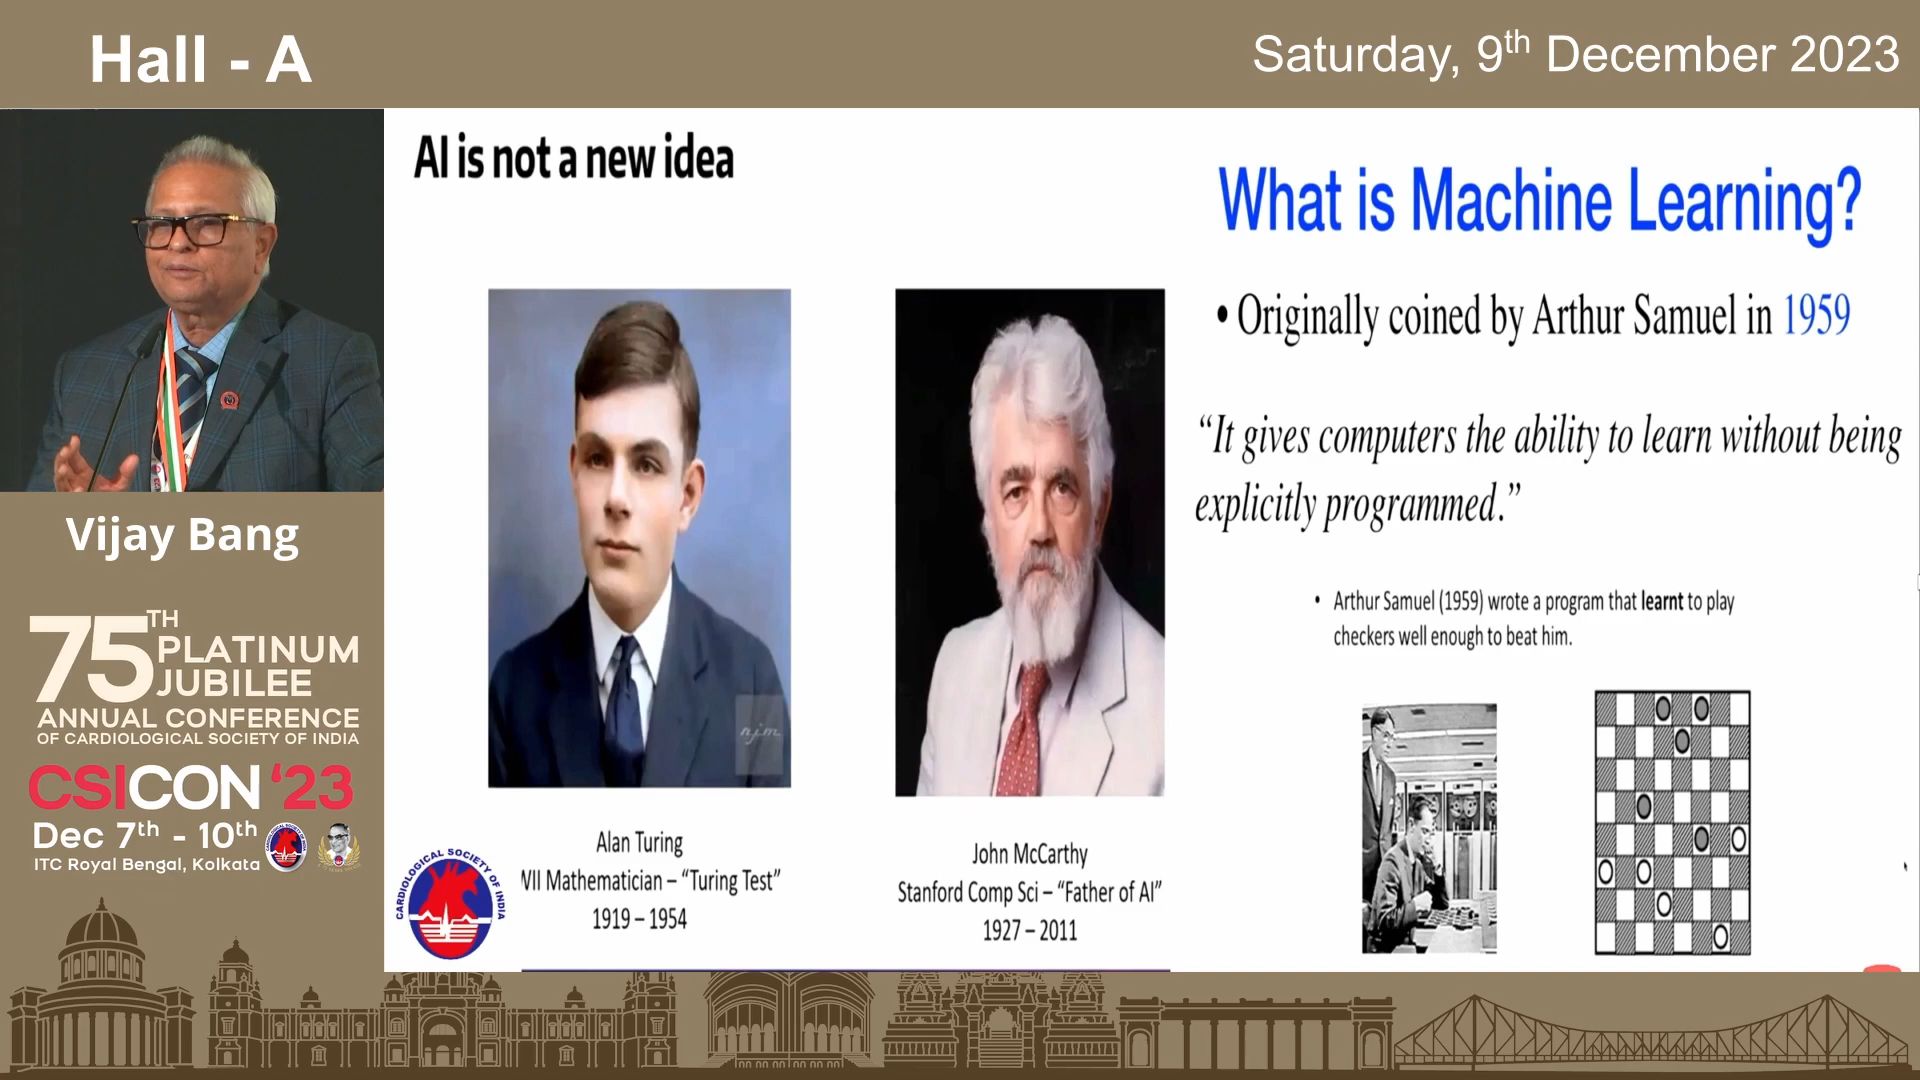 Hall - A
Saturday, 9th December 2023
AI is not a new idea
What is Machine Learning?
• Originally coined by Arthur Samuel in 1959
“It gives computers the ability to learn without being
explicitly programmed.”
• Arthur Samuel (1959) wrote a program that learnt to play
checkers well enough to beat him.
njm
Alan Turing
VII Mathematician – “Turing Test”
1919 – 1954
John McCarthy
Stanford Comp Sci – “Father of AI”
1927 – 2011
CARDIOLOGICAL SOCIETY OF INDIA
Vijay Bang
75TH
PLATINUM
JUBILEE
ANNUAL CONFERENCE
OF CARDIOLOGICAL SOCIETY OF INDIA
CSICON ‘23
Dec 7th - 10th
ITC Royal Bengal, Kolkata